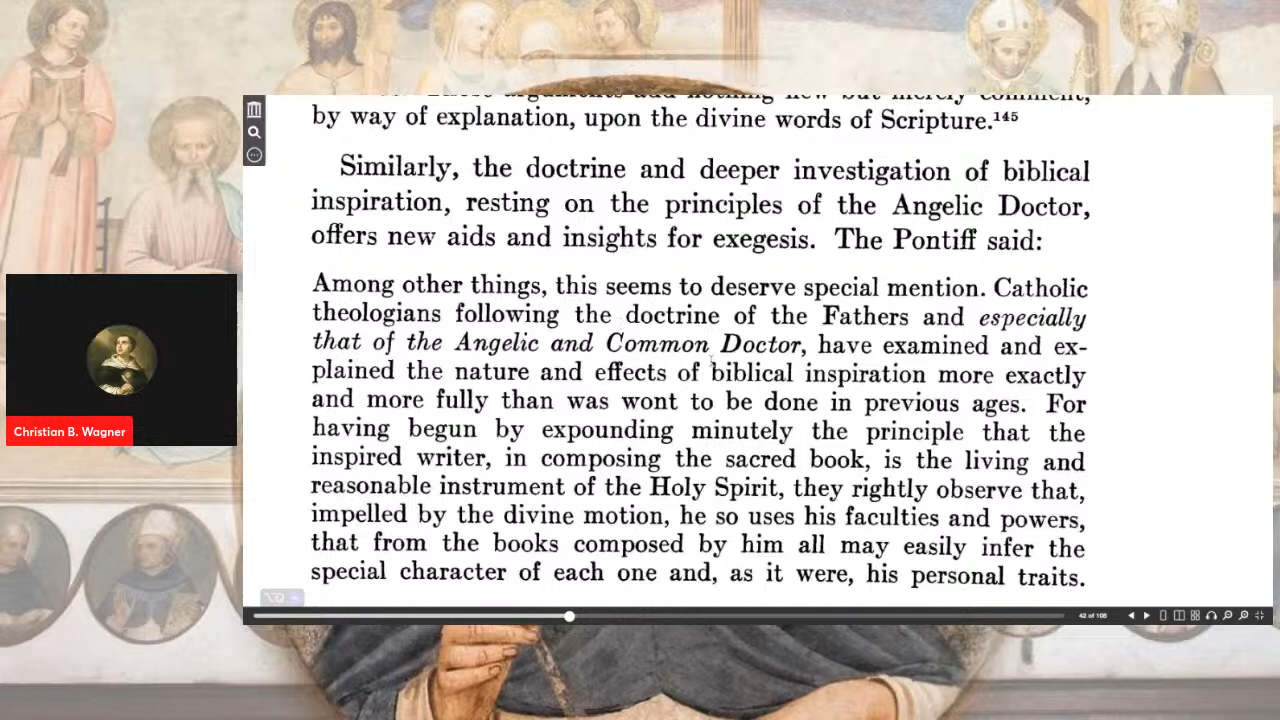 by way of explanation, upon the divine words of Scripture.¹⁴⁵
Similarly, the doctrine and deeper investigation of biblical
inspiration, resting on the principles of the Angelic Doctor,
offers new aids and insights for exegesis. The Pontiff said:
Among other things, this seems to deserve special mention. Catholic
theologians following the doctrine of the Fathers and especially
that of the Angelic and Common Doctor, have examined and ex-
plained the nature and effects of biblical inspiration more exactly
and more fully than was wont to be done in previous ages. For
having begun by expounding minutely the principle that the
inspired writer, in composing the sacred book, is the living and
reasonable instrument of the Holy Spirit, they rightly observe that,
impelled by the divine motion, he so uses his faculties and powers,
that from the books composed by him all may easily infer the
special character of each one and, as it were, his personal traits.
Christian B. Wagner
42 of 108